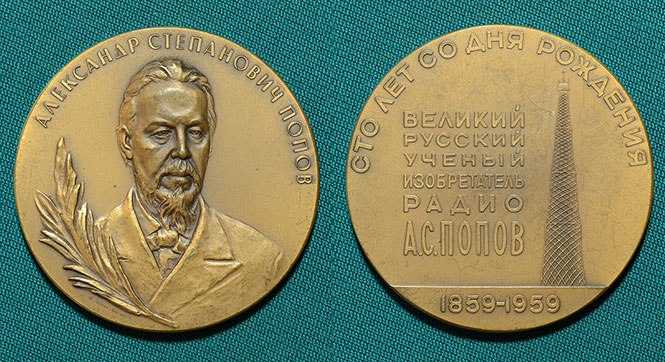 АЛЕКСАНДР СТЕПАНОВИЧ ПОПОВ
СТО ЛЕТ СО ДНЯ РОЖДЕНИЯ
ВЕЛИКИЙ
РУССКИЙ
УЧЕНЫЙ
ИЗОБРЕТАТЕЛЬ
РАДИО
А.С.ПОПОВ
1859-1959